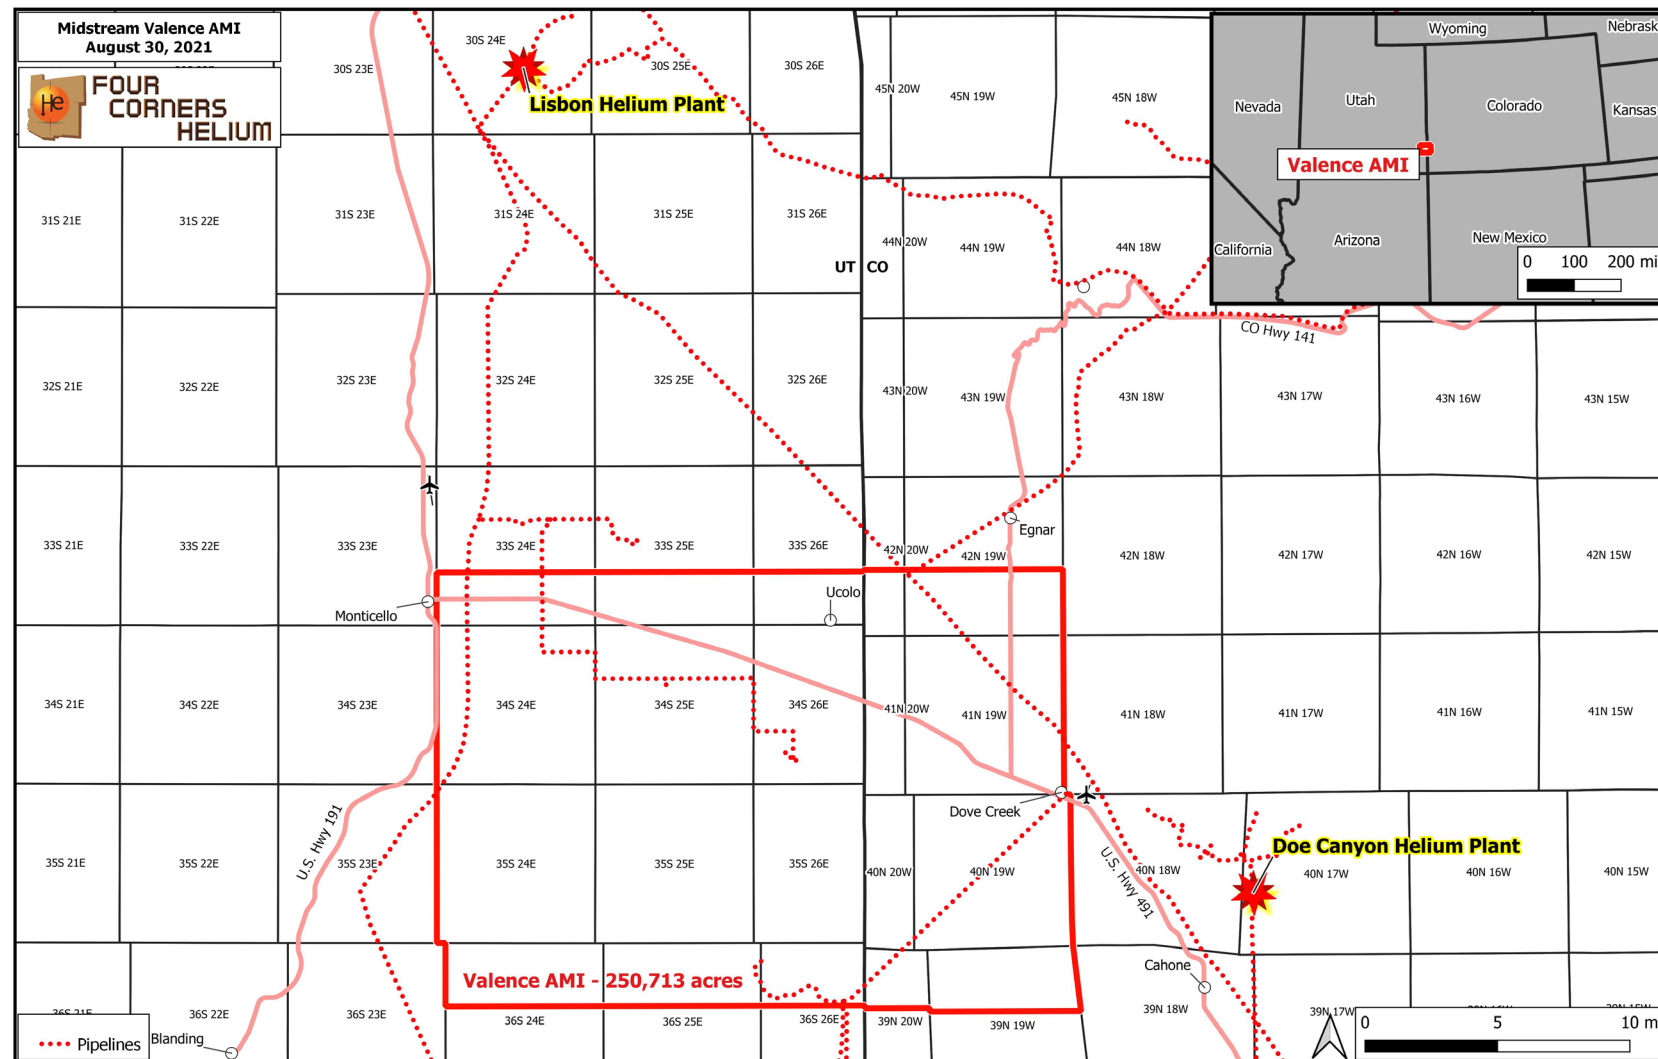 Midstream Valence AMI
August 30, 2021
He
FOUR
CORNERS
HELIUM
30S 23E
30S 24E
30S 25E
30S 26E
45N 20W
45N 19W
45N 18W
Lisbon Helium Plant
Wyoming
Nevada
Utah
Colorado
Kansas
Valence AMI
California
Arizona
New Mexico
0 100 200 mi
31S 21E
31S 22E
31S 23E
31S 24E
31S 25E
31S 26E
44N 20W
44N 19W
44N 18W
UT CO
CO Hwy 141
32S 21E
32S 22E
32S 23E
32S 24E
32S 25E
32S 26E
43N 20W
43N 19W
43N 18W
43N 17W
43N 16W
43N 15W
Egnar
33S 21E
33S 22E
33S 23E
33S 24E
33S 25E
33S 26E
42N 20W
42N 19W
42N 18W
42N 17W
42N 16W
42N 15W
Monticello
Ucolo
34S 21E
34S 22E
34S 23E
34S 24E
34S 25E
34S 26E
41N 20W
41N 19W
41N 18W
41N 17W
41N 16W
41N 15W
Dove Creek
U.S. Hwy 191
U.S. Hwy 491
Doe Canyon Helium Plant
35S 21E
35S 22E
35S 23E
35S 24E
35S 25E
35S 26E
40N 20W
40N 19W
40N 18W
40N 17W
40N 16W
40N 15W
Cahone
Valence AMI - 250,713 acres
36S 21E
36S 22E
36S 23E
36S 24E
36S 25E
36S 26E
39N 20W
39N 19W
39N 18W
39N 17W
Pipelines
Blanding
0 5 10 m